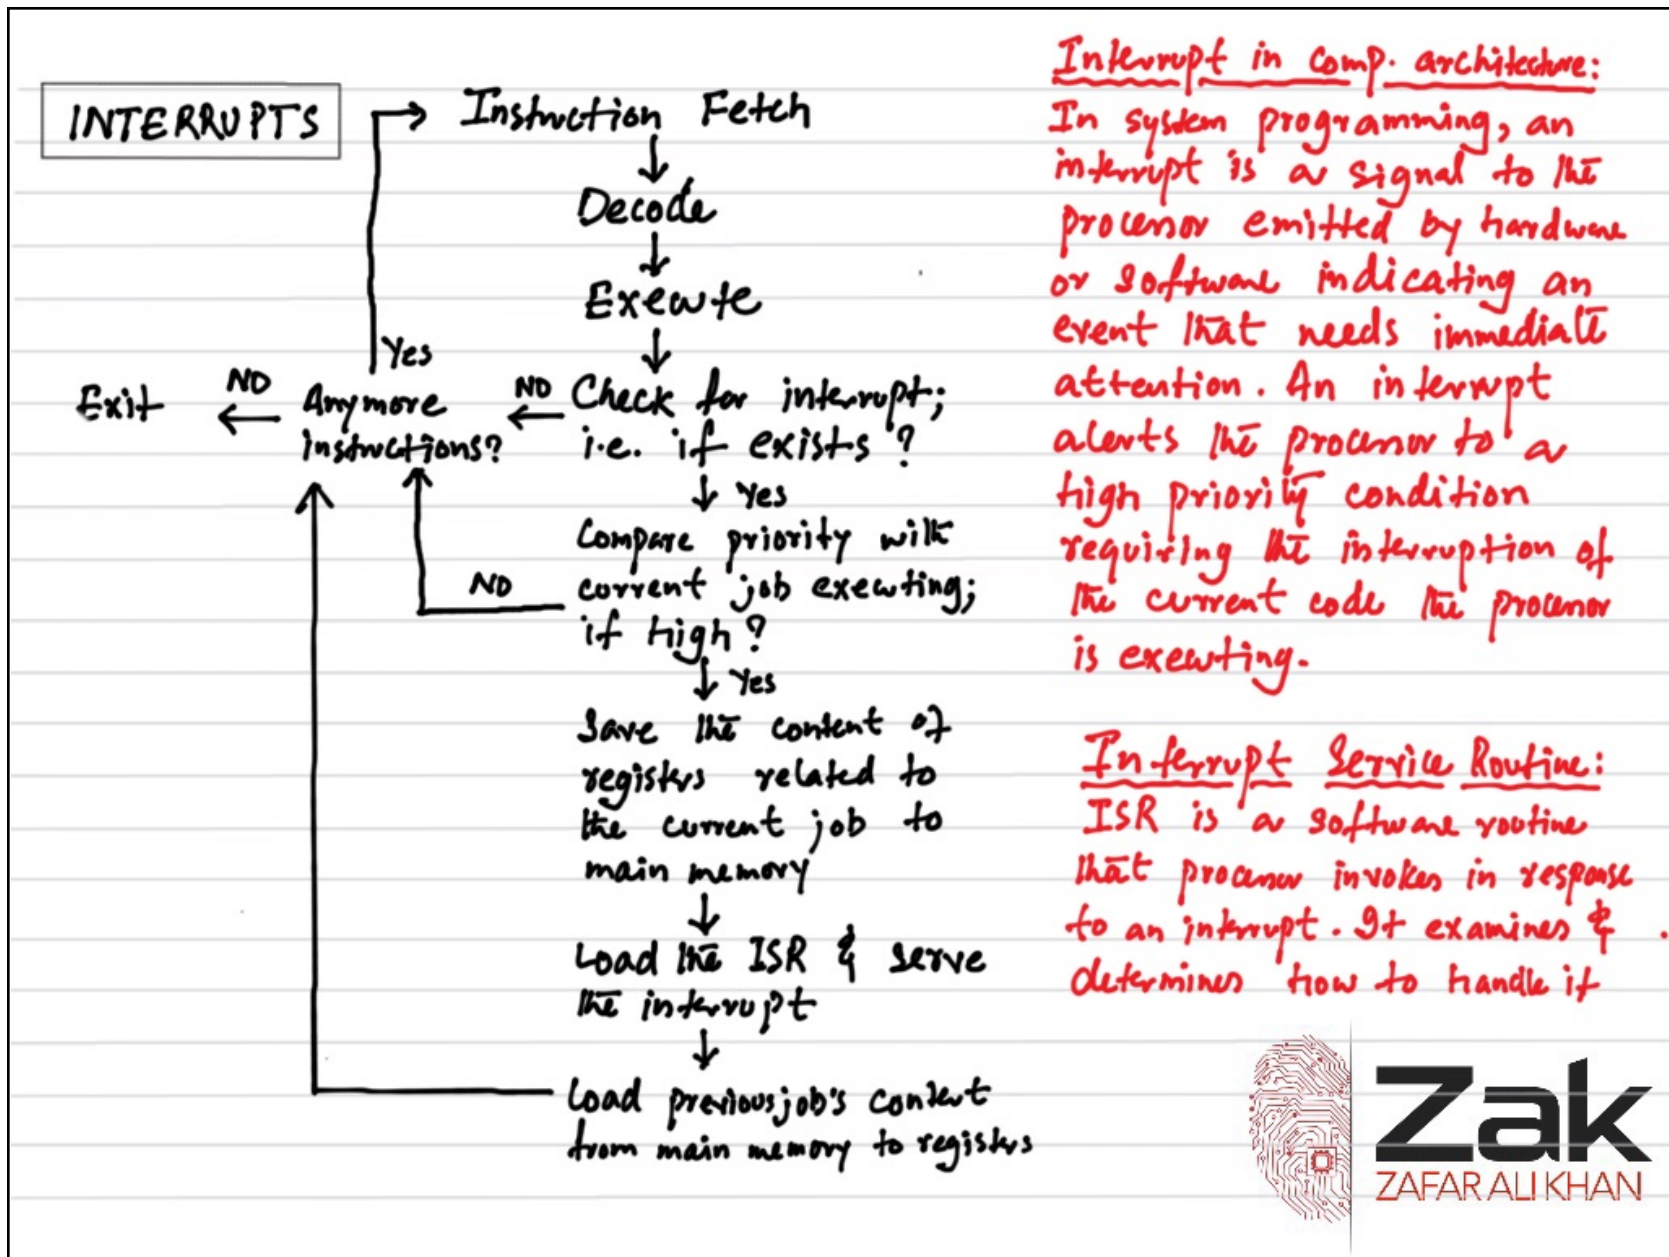 INTERRUPTS
Instruction Fetch
Decode
Execute
Check for interrupt;
i.e. if exists?
NO
Anymore
instructions?
Yes
NO
Exit
Yes
Compare priority with
current job executing;
if high?
NO
Yes
Save the content of
registers related to
the current job to
main memory
Load the ISR & serve
the interrupt
Load previous job's context
from main memory to registers
Interrupt in comp. architecture:
In system programming, an
interrupt is a signal to the
processor emitted by hardware
or software indicating an
event that needs immediate
attention. An interrupt
alerts the processor to a
high priority condition
requiring the interruption of
the current code the processor
is executing.
Interrupt Service Routine:
ISR is a software routine
that processor invokes in response
to an interrupt. It examines &
determines how to handle it
Zak
ZAFAR ALI KHAN